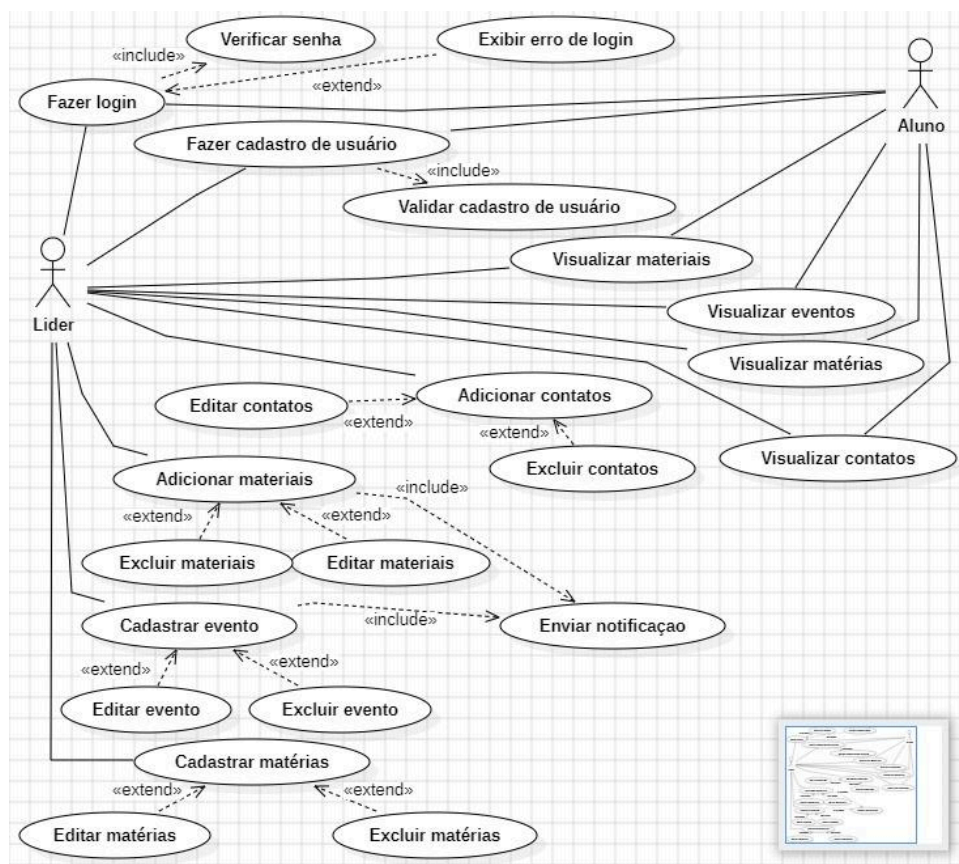 Verificar senha
Exibir erro de login
«include»
«extend»
Fazer login
Aluno
Fazer cadastro de usuário
«include»
Validar cadastro de usuário
Visualizar materiais
Visualizar eventos
Lider
Visualizar matérias
Editar contatos
Adicionar contatos
«extend»
«extend»
Excluir contatos
Visualizar contatos
Adicionar materiais
«include»
«extend»
«extend»
Excluir materiais
Editar materiais
Cadastrar evento
«include»
Enviar notificaçao
«extend»
«extend»
Editar evento
Excluir evento
Cadastrar matérias
«extend»
«extend»
Editar matérias
Excluir matérias